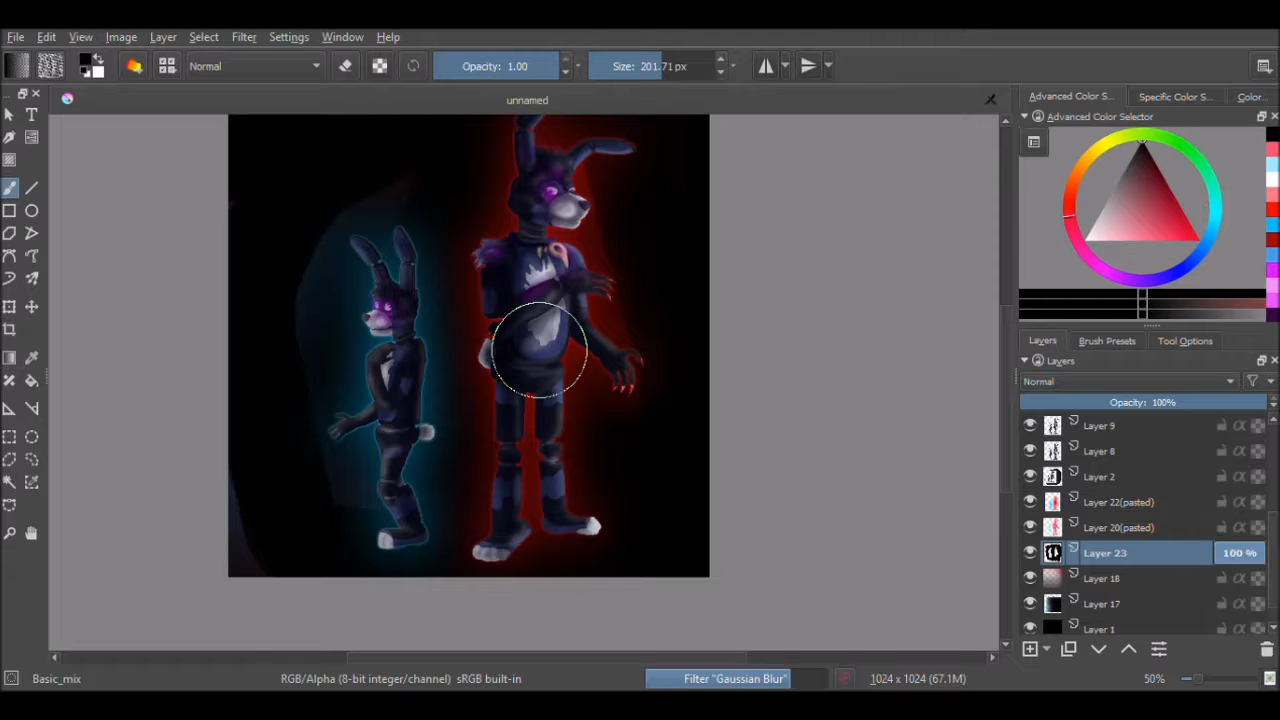 File Edit View Image Layer Select Filter Settings Window Help
Normal Opacity: 1.00 Size: 201.71 px
unnamed
Advanced Color S... Specific Color S... Color...
Advanced Color Selector
Layers Brush Presets Tool Options
Layers
Normal
Opacity: 100%
Layer 9
Layer 8
Layer 2
Layer 22(pasted)
Layer 20(pasted)
Layer 23 100 %
Layer 18
Layer 17
Layer 1
Basic_mix RGB/Alpha (8-bit integer/channel) sRGB built-in Filter "Gaussian Blur" 1024 x 1024 (67.1M) 50%